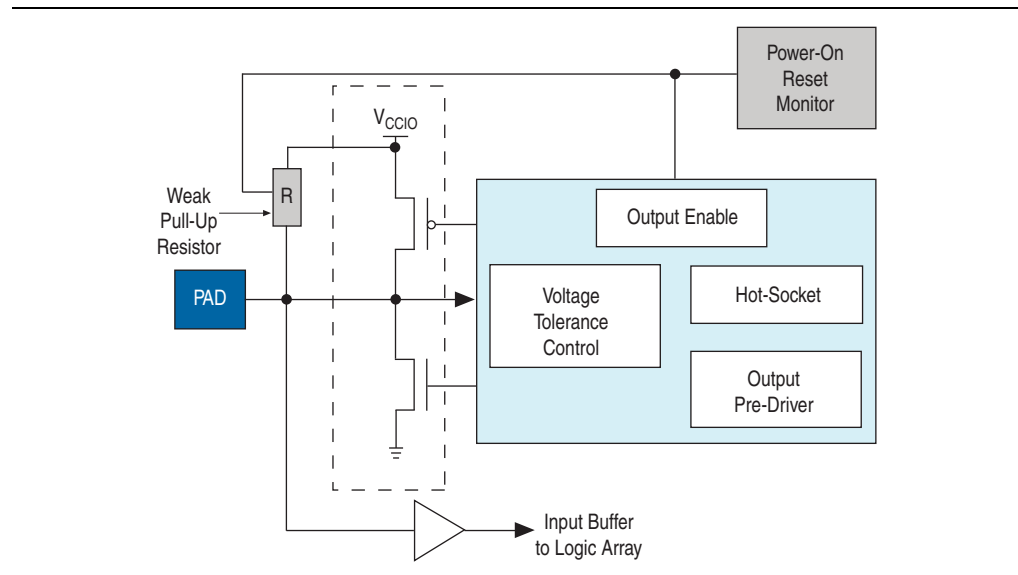 Power-On
Reset
Monitor
VCCIO
R
Weak
Pull-Up
Resistor
Output Enable
PAD
Voltage
Tolerance
Control
Hot-Socket
Output
Pre-Driver
Input Buffer
to Logic Array